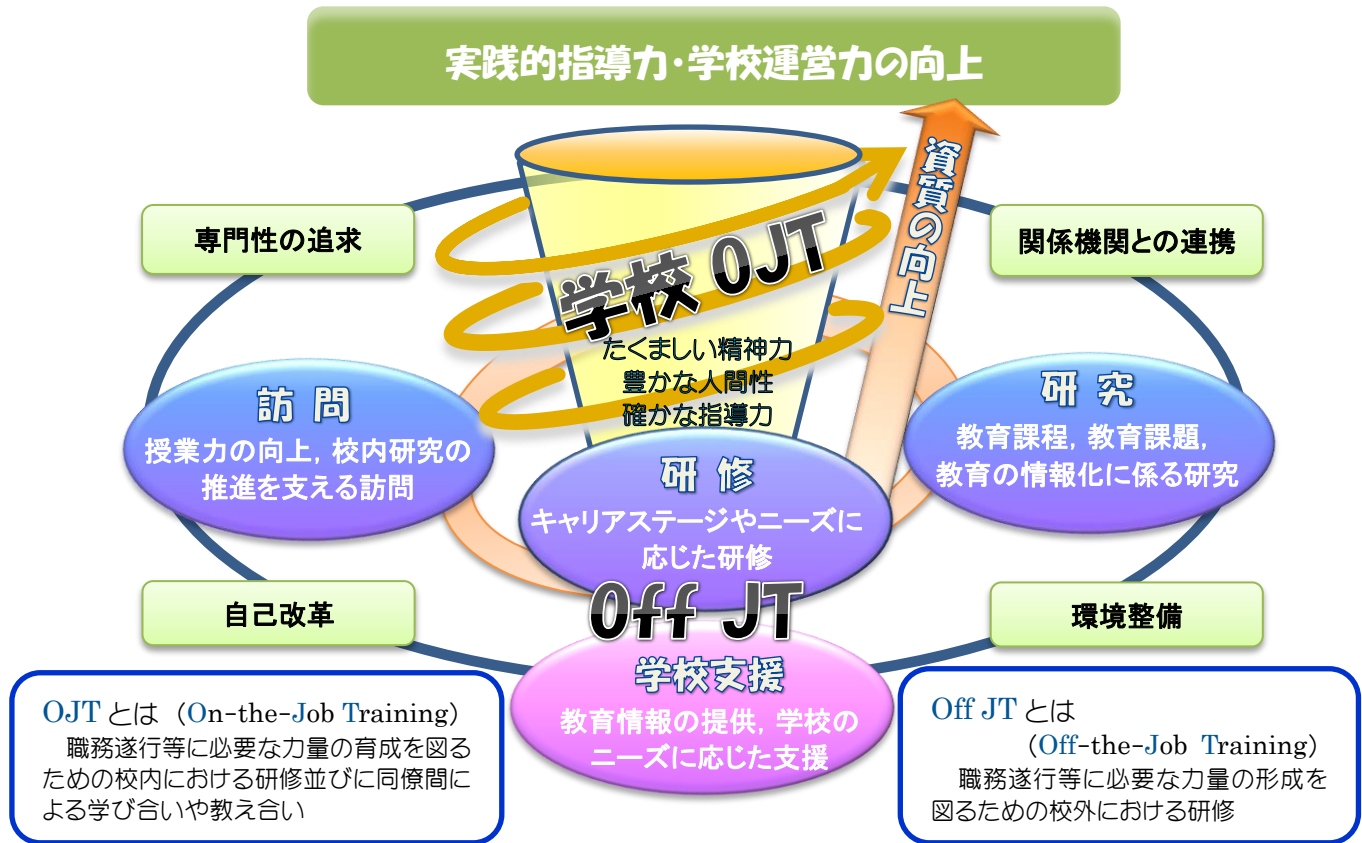 実践的指導力・学校運営力の向上
資質の向上
専門性の追求
関係機関との連携
学校 OJT
たくましい精神力
豊かな人間性
確かな指導力
訪 問
授業力の向上，校内研究の
推進を支える訪問
研 究
教育課程，教育課題，
教育の情報化に係る研究
研 修
キャリアステージやニーズに
応じた研修
Off JT
自己改革
環境整備
学校支援
教育情報の提供，学校の
ニーズに応じた支援
OJT とは （On-the-Job Training）
職務遂行等に必要な力量の育成を図る
ための校内における研修並びに同僚間に
よる学び合いや教え合い
Off JT とは
（Off-the-Job Training）
職務遂行等に必要な力量の形成を
図るための校外における研修